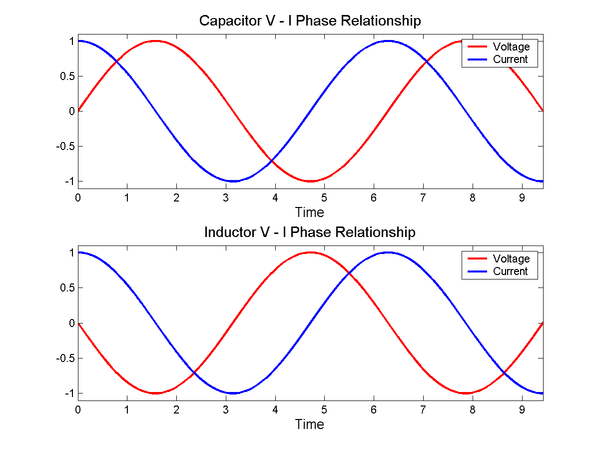 Capacitor V - I Phase Relationship
1
0.5
0
-0.5
-1
Voltage
Current
0 1 2 3 4 5 6 7 8 9
Time
Inductor V - I Phase Relationship
1
0.5
0
-0.5
-1
Voltage
Current
0 1 2 3 4 5 6 7 8 9
Time